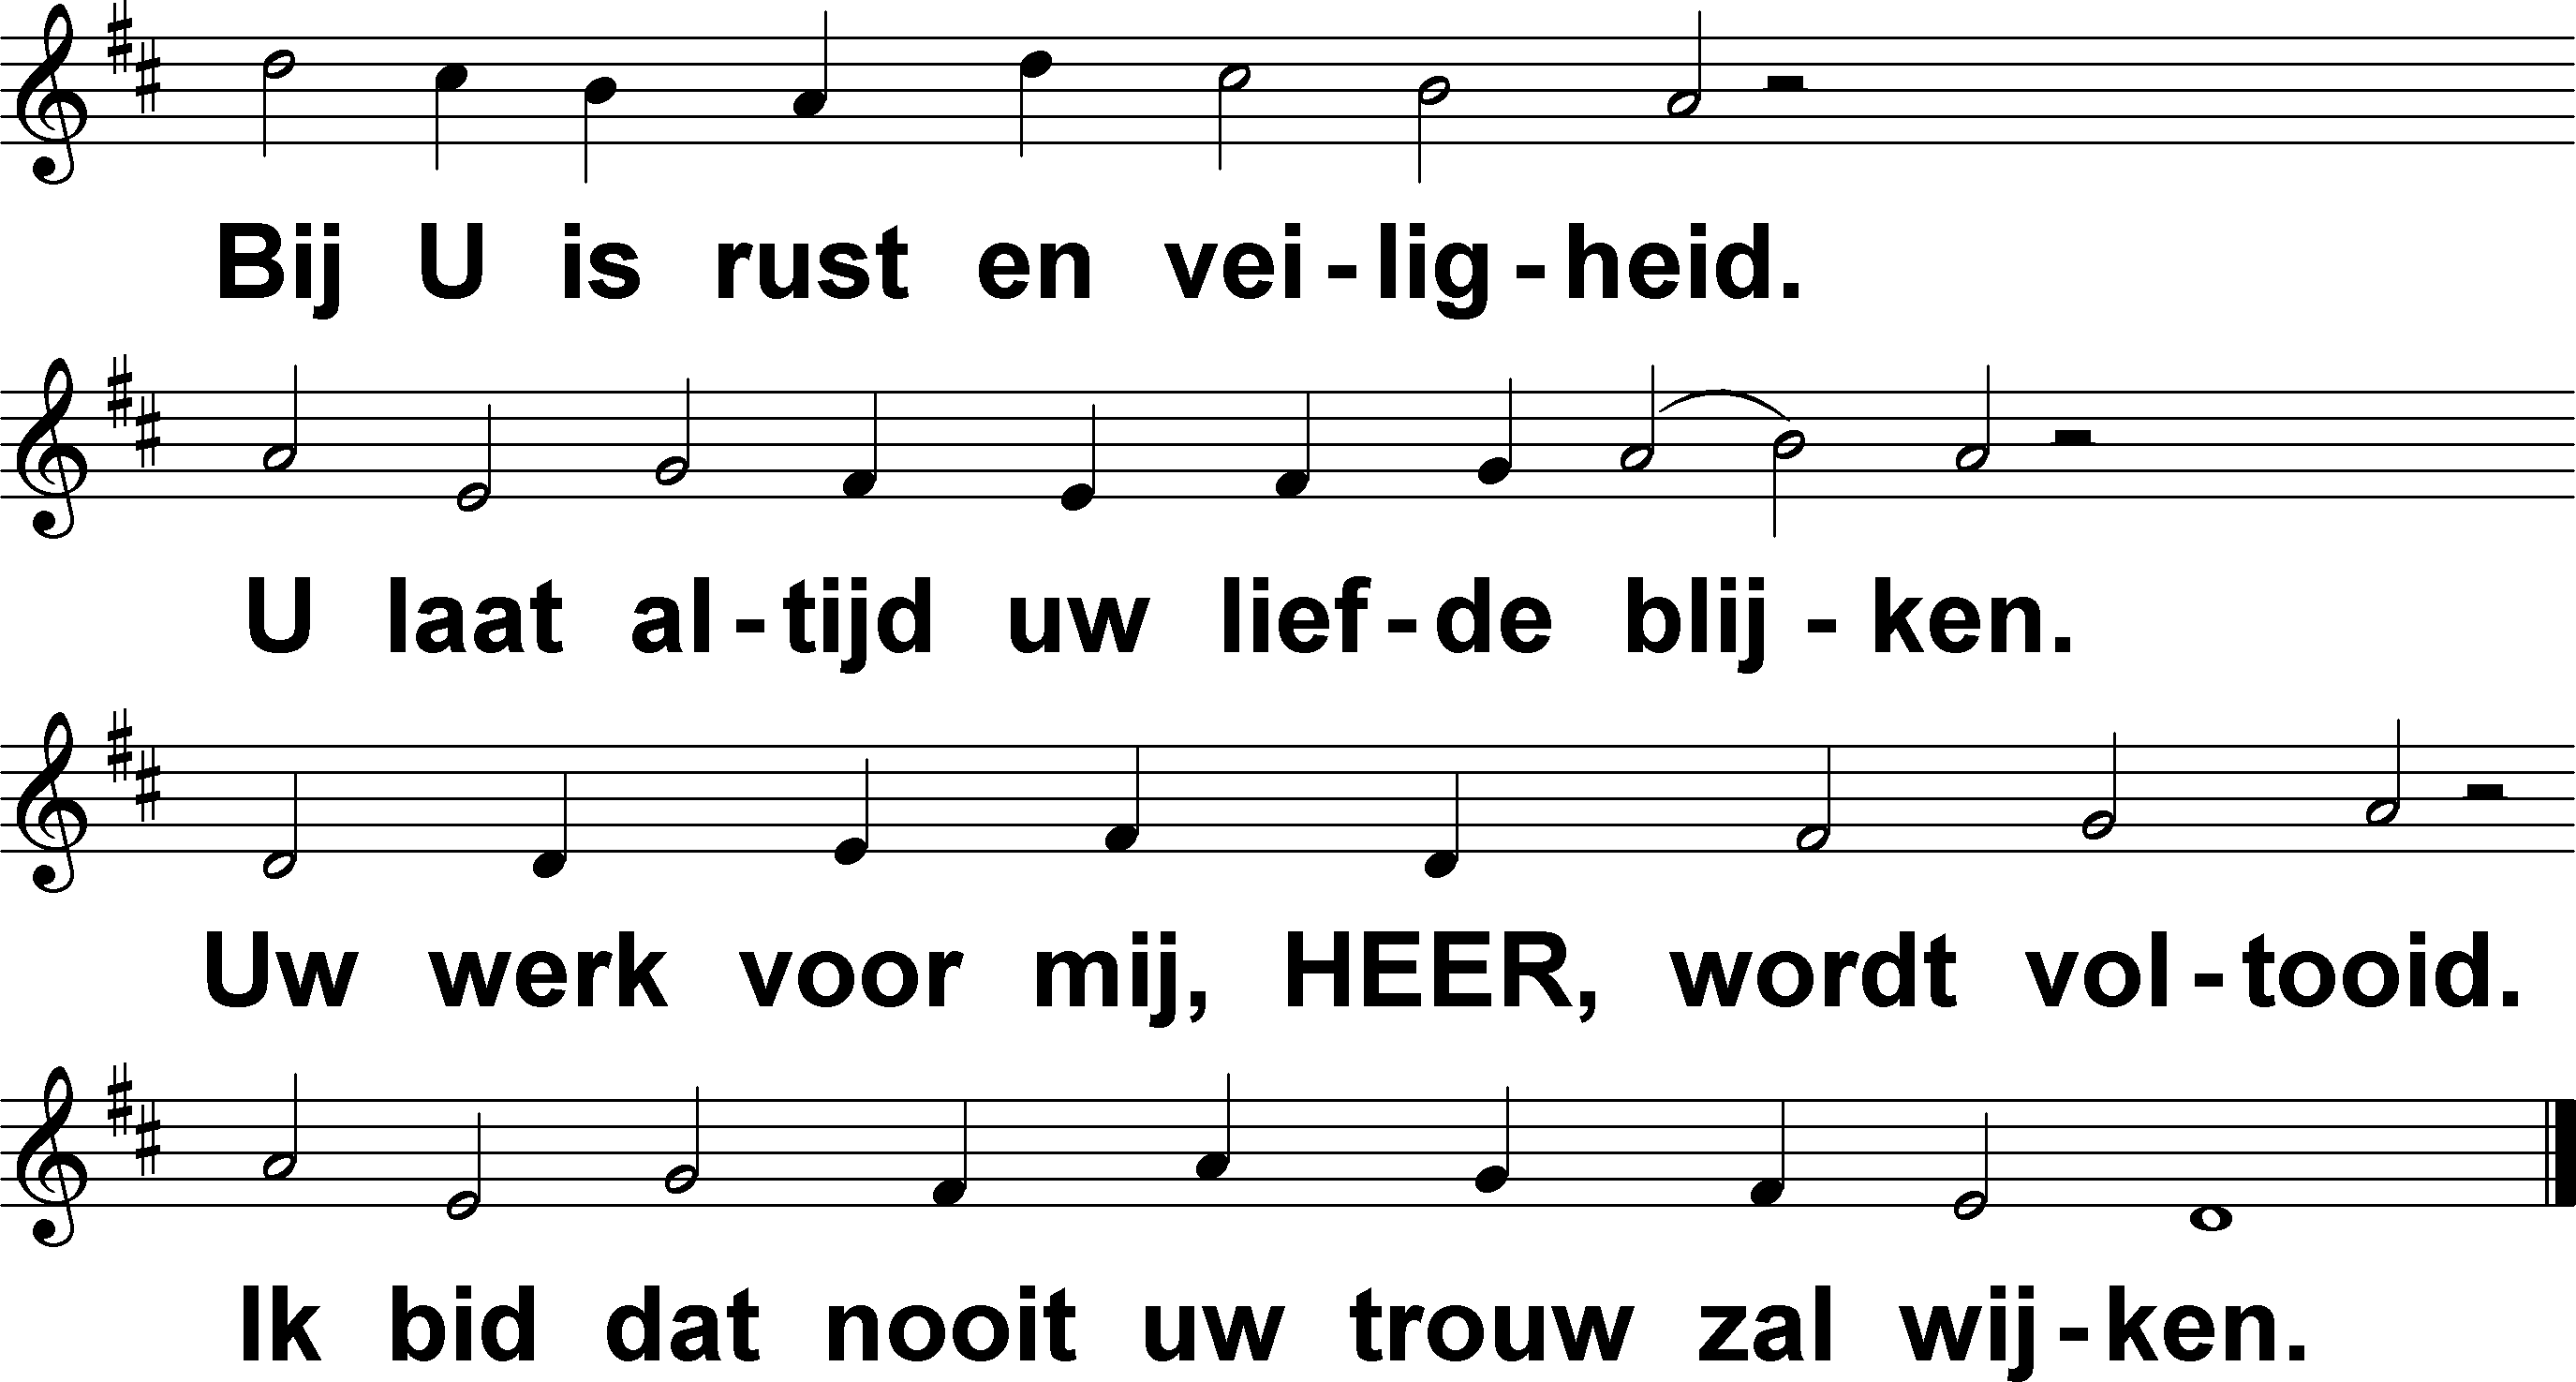 Bij U is rust en vei-lig-heid.
U laat al-tijd uw lief-de blij-ken.
Uw werk voor mij, HEER, wordt vol-tooid.
Ik bid dat nooit uw trouw zal wij-ken.